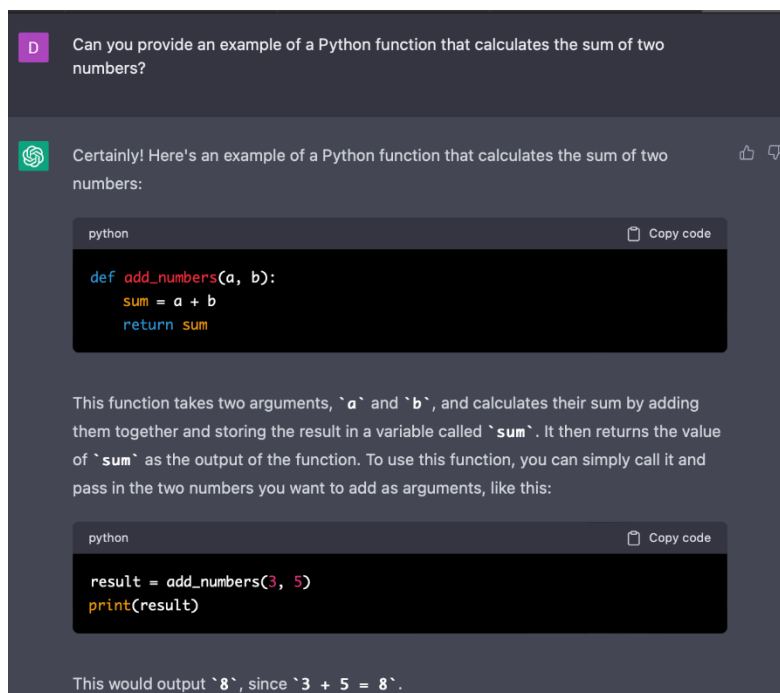 D
Can you provide an example of a Python function that calculates the sum of two
numbers?
Certainly! Here's an example of a Python function that calculates the sum of two
numbers:
python
Copy code
def add_numbers(a, b):
    sum = a + b
    return sum
This function takes two arguments, `a` and `b`, and calculates their sum by adding
them together and storing the result in a variable called `sum`. It then returns the value
of `sum` as the output of the function. To use this function, you can simply call it and
pass in the two numbers you want to add as arguments, like this:
python
Copy code
result = add_numbers(3, 5)
print(result)
This would output `8`, since `3 + 5 = 8`.